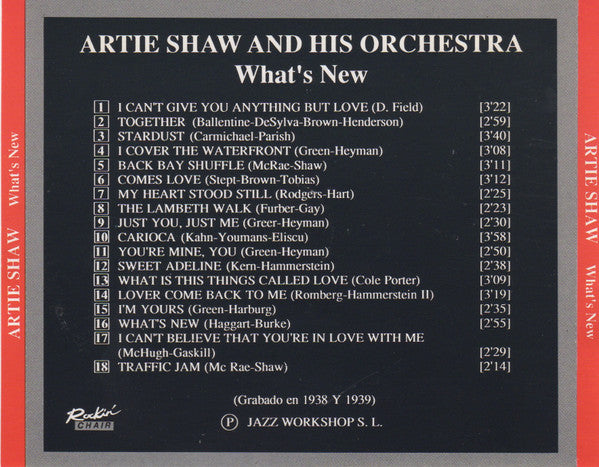 ARTIE SHAW AND HIS ORCHESTRA
What's New
1 I CAN'T GIVE YOU ANYTHING BUT LOVE (D. Field) [3'22]
2 TOGETHER (Ballentine-DeSylva-Brown-Henderson) [2'59]
3 STARDUST (Carmichael-Parish) [3'40]
4 I COVER THE WATERFRONT (Green-Heyman) [3'08]
5 BACK BAY SHUFFLE (McRae-Shaw) [3'11]
6 COMES LOVE (Stept-Brown-Tobias) [3'12]
7 MY HEART STOOD STILL (Rodgers-Hart) [2'25]
8 THE LAMBETH WALK (Furber-Gay) [2'23]
9 JUST YOU, JUST ME (Greer-Heyman) [2'30]
10 CARIOCA (Kahn-Youmans-Eliscu) [3'58]
11 YOU'RE MINE, YOU (Green-Heyman) [2'50]
12 SWEET ADELINE (Kern-Hammerstein) [2'38]
13 WHAT IS THIS THINGS CALLED LOVE (Cole Porter) [3'09]
14 LOVER COME BACK TO ME (Romberg-Hammerstein II) [3'19]
15 I'M YOURS (Green-Harburg) [2'35]
16 WHAT'S NEW (Haggart-Burke) [2'55]
17 I CAN'T BELIEVE THAT YOU'RE IN LOVE WITH ME
(McHugh-Gaskill) [2'29]
18 TRAFFIC JAM (Mc Rae-Shaw) [2'14]
(Grabado en 1938 Y 1939)
Ⓟ JAZZ WORKSHOP S. L.
Rockin'
CHAIR
ARTIE SHAW What's New
ARTIE SHAW What's New